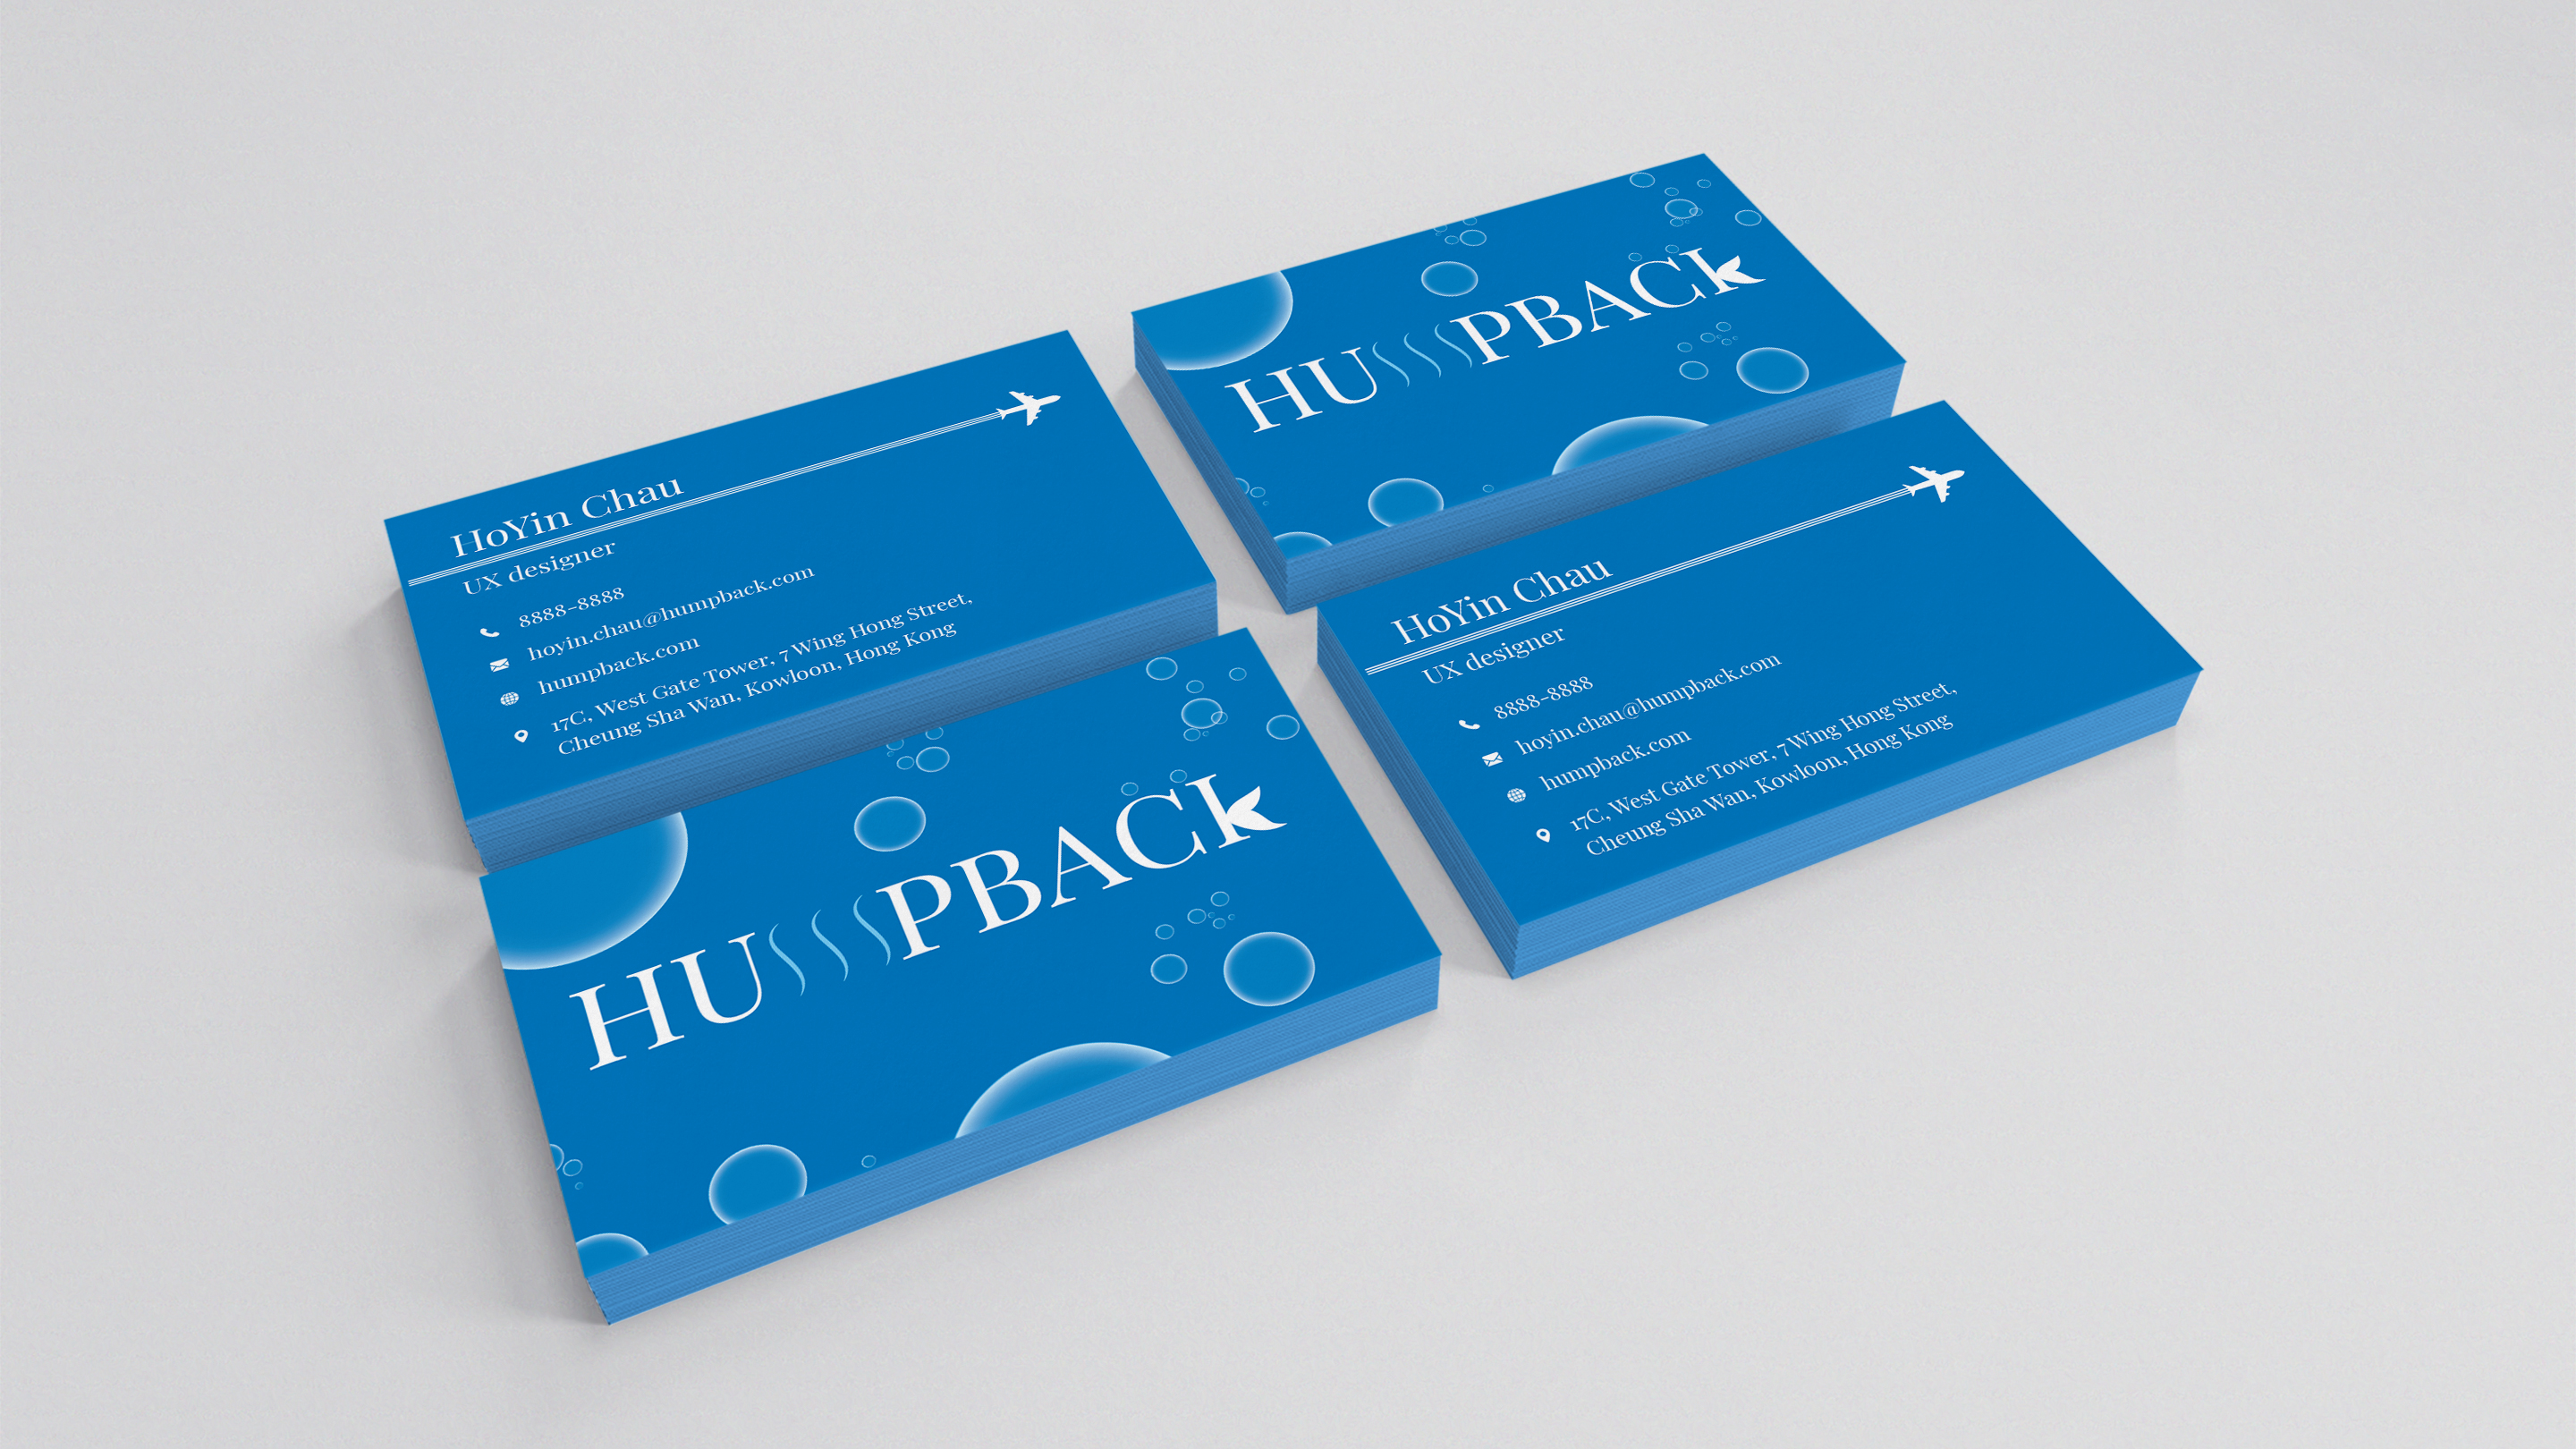 HoYin Chau
UX designer
8888-8888
hoyin.chau@humpback.com
humpback.com
17C, West Gate Tower, 7 Wing Hong Street,
Cheung Sha Wan, Kowloon, Hong Kong
HUMPBACK
HUMPBACK
HoYin Chau
UX designer
8888-8888
hoyin.chau@humpback.com
humpback.com
17C, West Gate Tower, 7 Wing Hong Street,
Cheung Sha Wan, Kowloon, Hong Kong